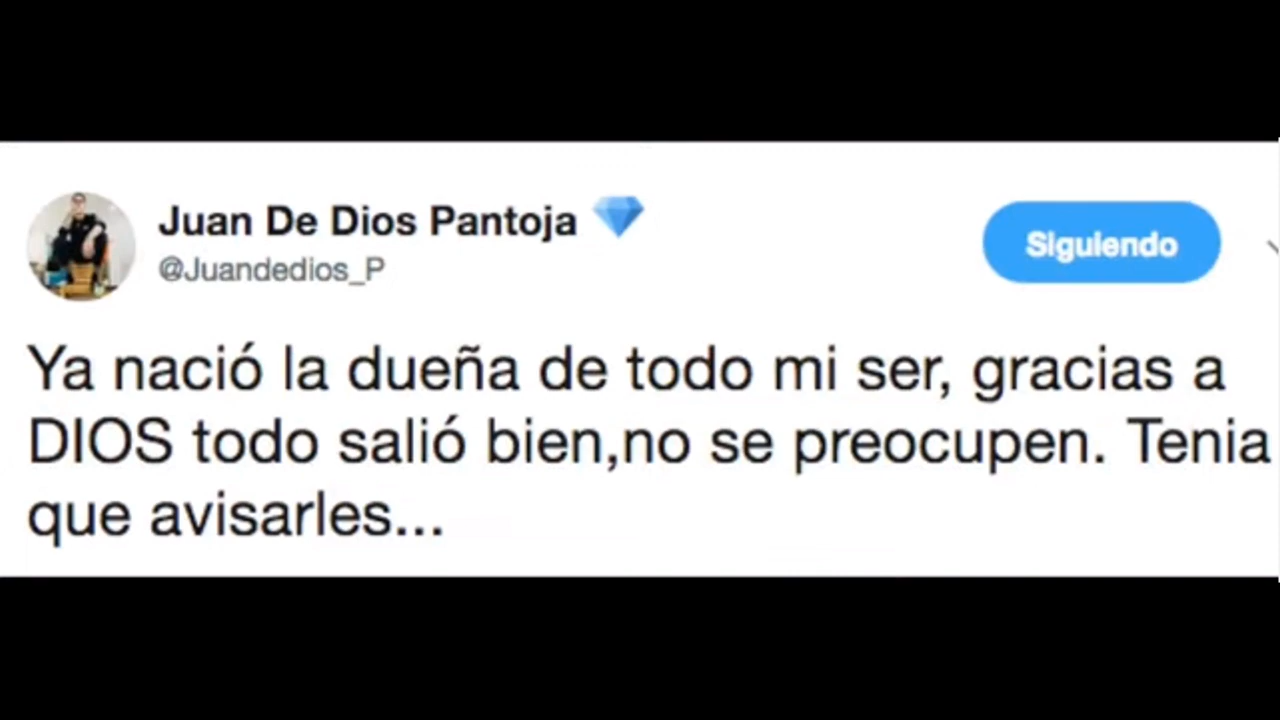 Juan De Dios Pantoja 💎
@Juandedios_P
Siguiendo
Ya nació la dueña de todo mi ser, gracias a
DIOS todo salió bien,no se preocupen. Tenia
que avisarles...